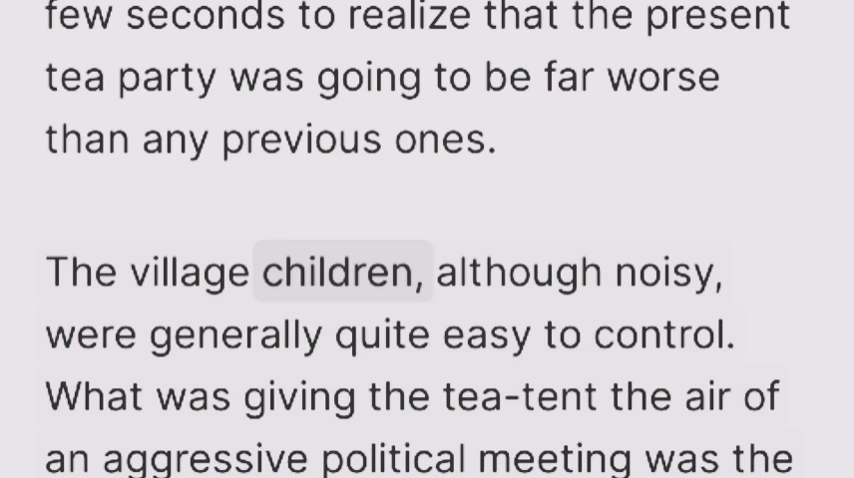 few seconds to realize that the present
tea party was going to be far worse
than any previous ones.
The village children, although noisy,
were generally quite easy to control.
What was giving the tea-tent the air of
an aggressive political meeting was the